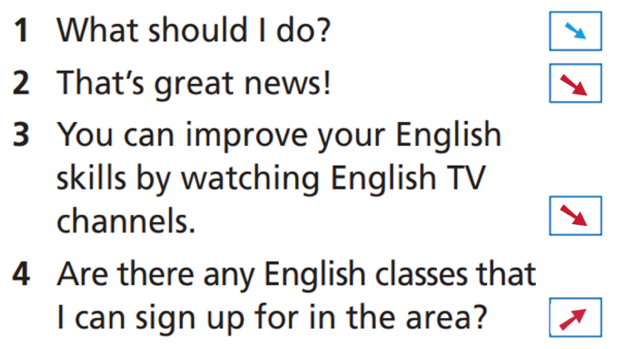 1 What should I do?
2 That's great news!
3 You can improve your English
skills by watching English TV
channels.
4 Are there any English classes that
I can sign up for in the area?